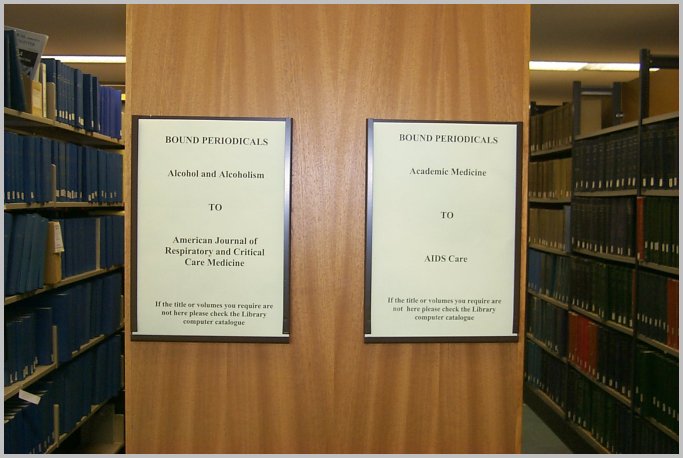 BOUND PERIODICALS
Alcohol and Alcoholism
TO
American Journal of
Respiratory and Critical
Care Medicine
If the title or volumes you require are
not here please check the Library
computer catalogue
BOUND PERIODICALS
Academic Medicine
TO
AIDS Care
If the title or volumes you require are
not here please check the Library
computer catalogue